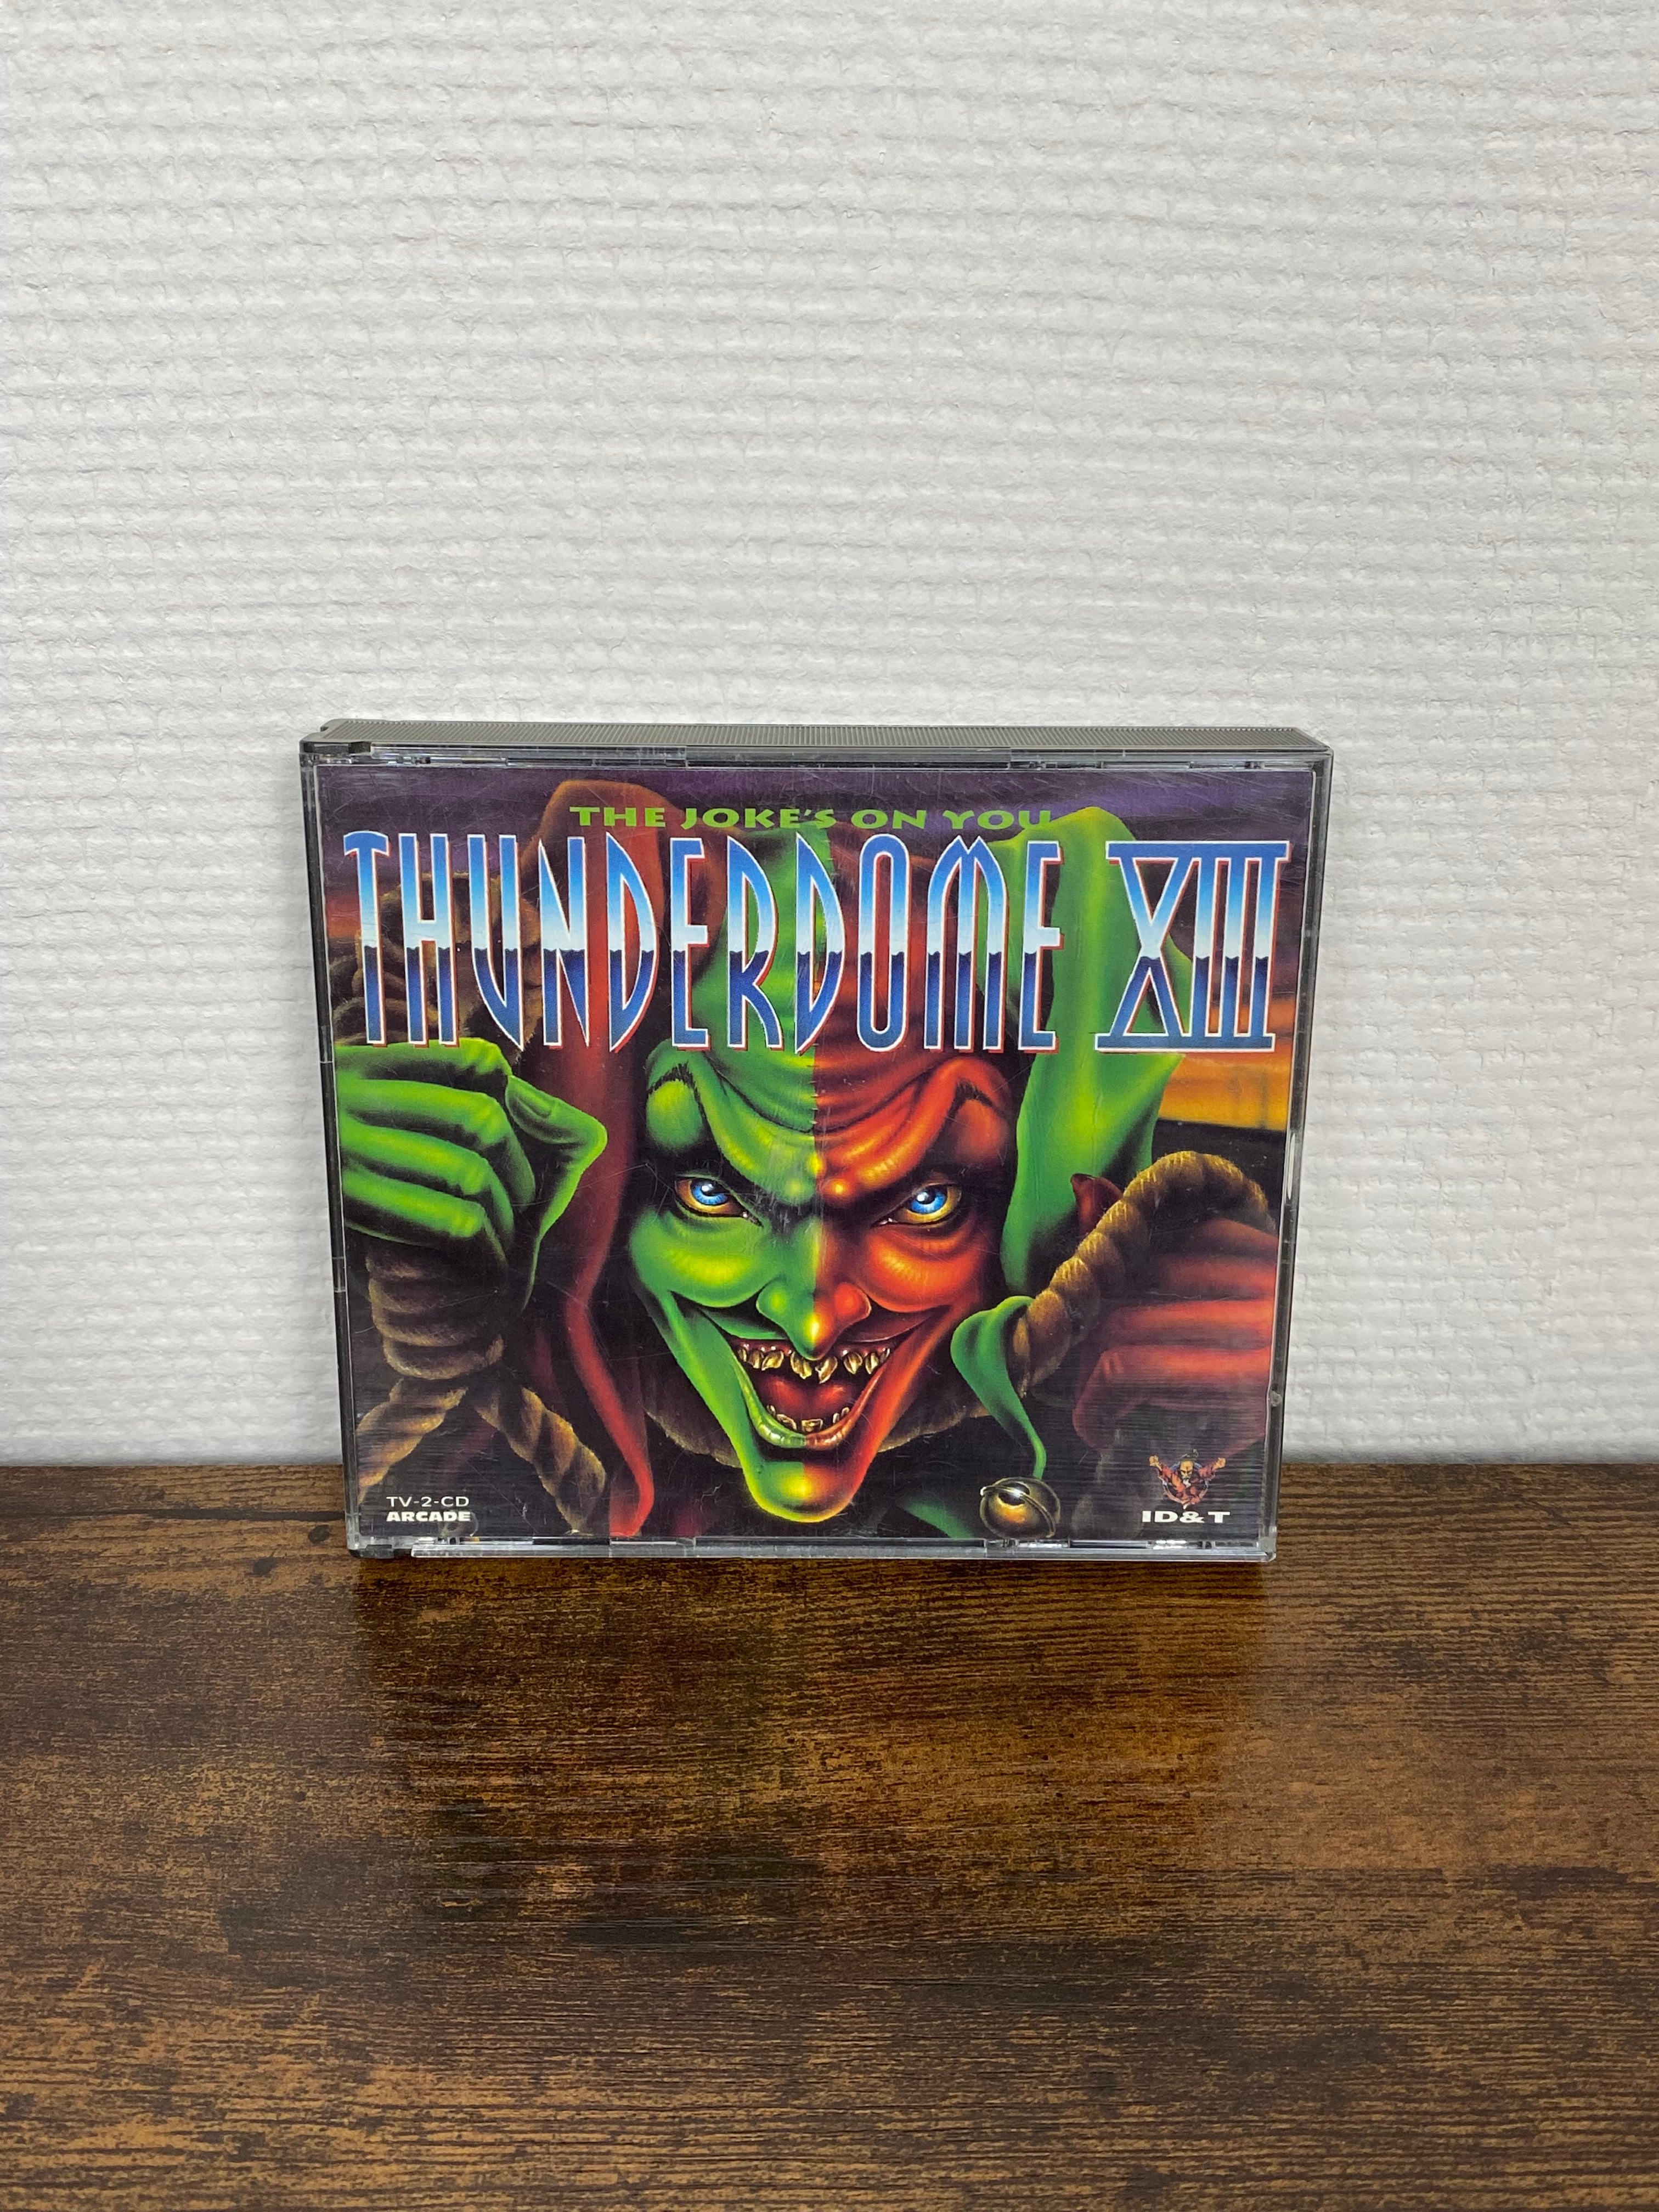 THE JOKE'S ON YOU
THUNDERDOME XIII
TV-2-CD
ARCADE
ID&T